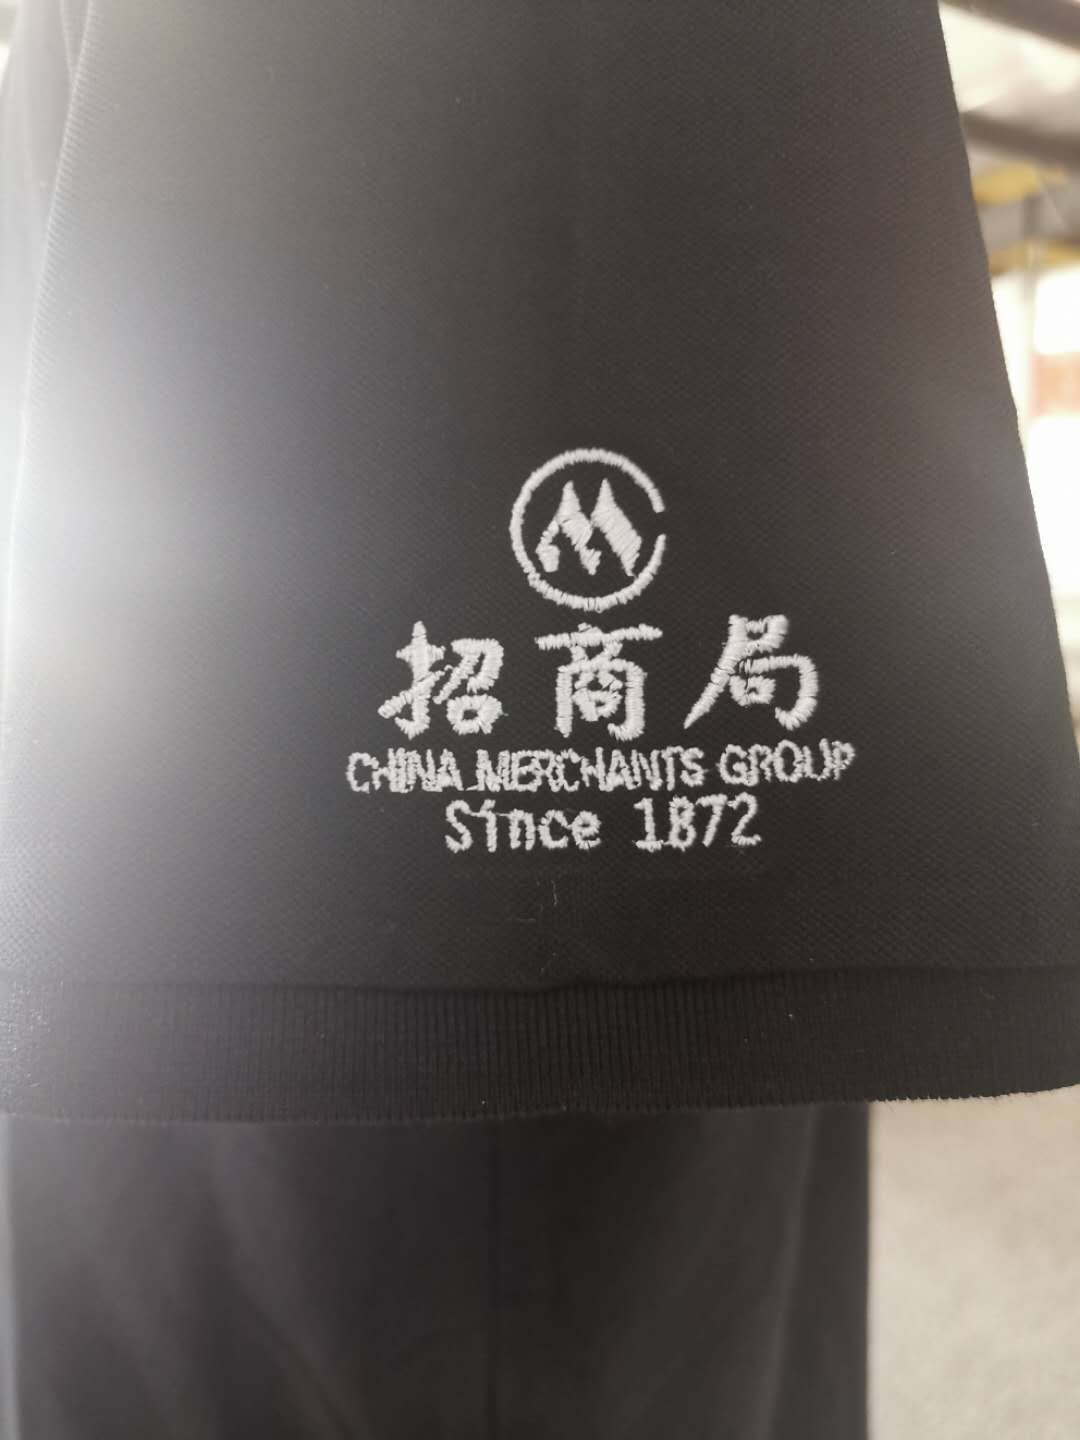 招商局
CHINA MERCHANTS GROUP
Since 1872